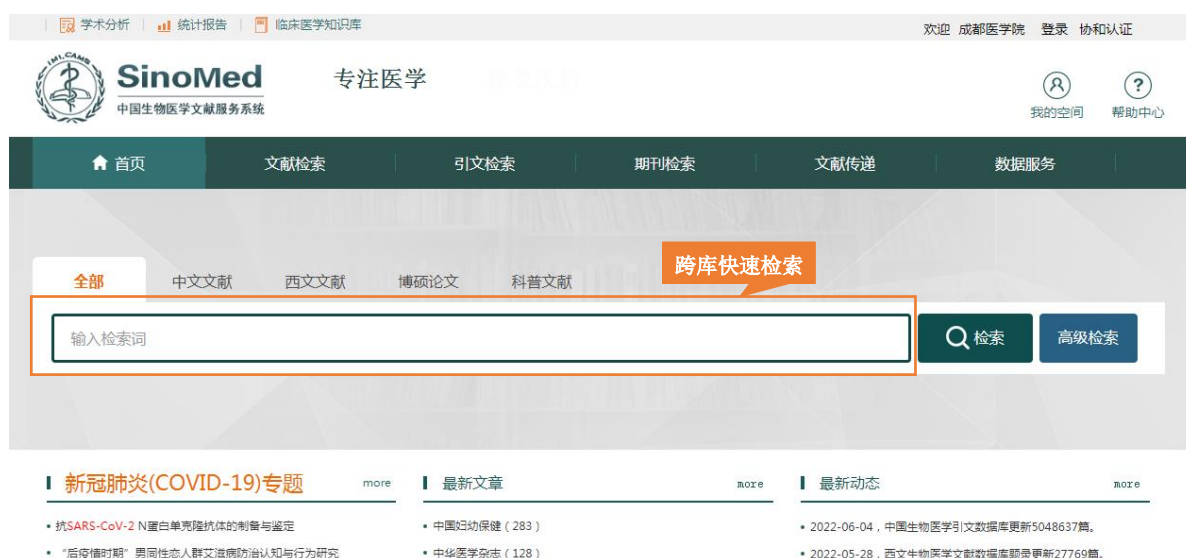 学术分析 统计报告 临床医学知识库 欢迎 成都医学院 登录 协和认证
SinoMed 专注医学
中国生物医学文献服务系统
我的空间 帮助中心
首页 文献检索 引文检索 期刊检索 文献传递 数据服务
跨库快速检索
全部 中文文献 西文文献 博硕论文 科普文献
输入检索词 检索 高级检索
新冠肺炎(COVID-19)专题 more 最新文章 more 最新动态 more
• 抗SARS-CoV-2 N蛋白单克隆抗体的制备与鉴定 • 中国妇幼保健（283） • 2022-06-04，中国生物医学引文数据库更新5048637篇。
• “后疫情时期”男同性恋人群艾滋病防治认知与行为研究 • 中华医学杂志（128） • 2022-05-28，西文生物医学文献数据库题录更新27769篇。